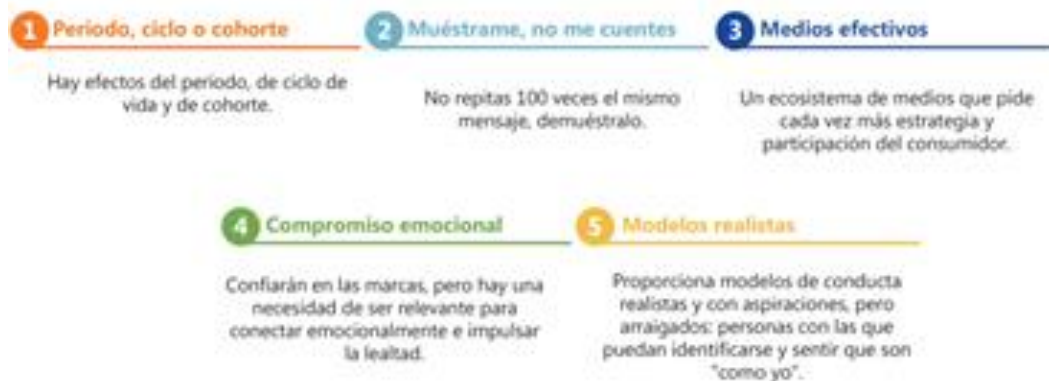 1 Periodo, ciclo o cohorte
Hay efectos del periodo, de ciclo de
vida y de cohorte.
2 Muéstrame, no me cuentes
No repitas 100 veces el mismo
mensaje, demuéstralo.
3 Medios efectivos
Un ecosistema de medios que pide
cada vez más estrategia y
participación del consumidor.
4 Compromiso emocional
Confiarán en las marcas, pero hay una
necesidad de ser relevante para
conectar emocionalmente e impulsar
la lealtad.
5 Modelos realistas
Proporciona modelos de conducta
realistas y con aspiraciones, pero
arraigados: personas con las que
puedan identificarse y sentir que son
"como yo".